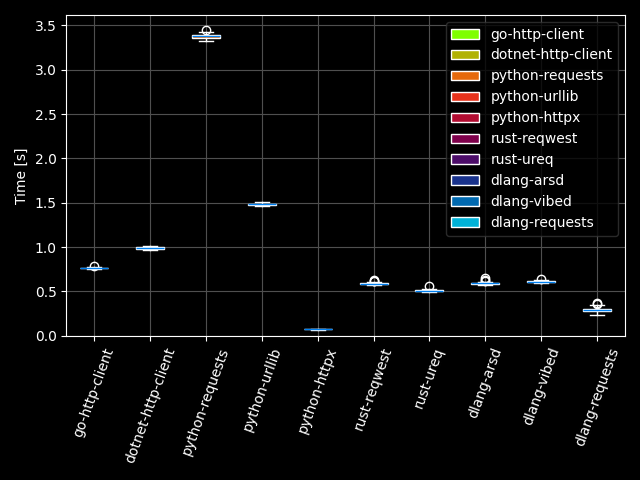 3.5
3.0
2.5
2.0
1.5
1.0
0.5
0.0
Time [s]
go-http-client
dotnet-http-client
python-requests
python-urllib
python-httpx
rust-reqwest
rust-ureq
dlang-arsd
dlang-vibed
dlang-requests
go-http-client
dotnet-http-client
python-requests
python-urllib
python-httpx
rust-reqwest
rust-ureq
dlang-arsd
dlang-vibed
dlang-requests